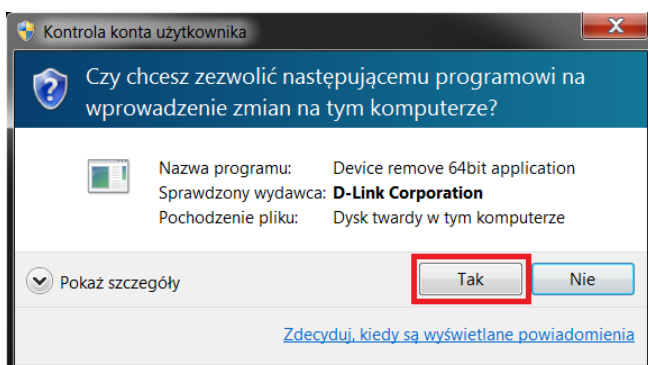 Kontrola konta użytkownika
Czy chcesz zezwolić następującemu programowi na
wprowadzenie zmian na tym komputerze?
Nazwa programu: Device remove 64bit application
Sprawdzony wydawca: D-Link Corporation
Pochodzenie pliku: Dysk twardy w tym komputerze
Pokaż szczegóły Tak Nie
Zdecyduj, kiedy są wyświetlane powiadomienia